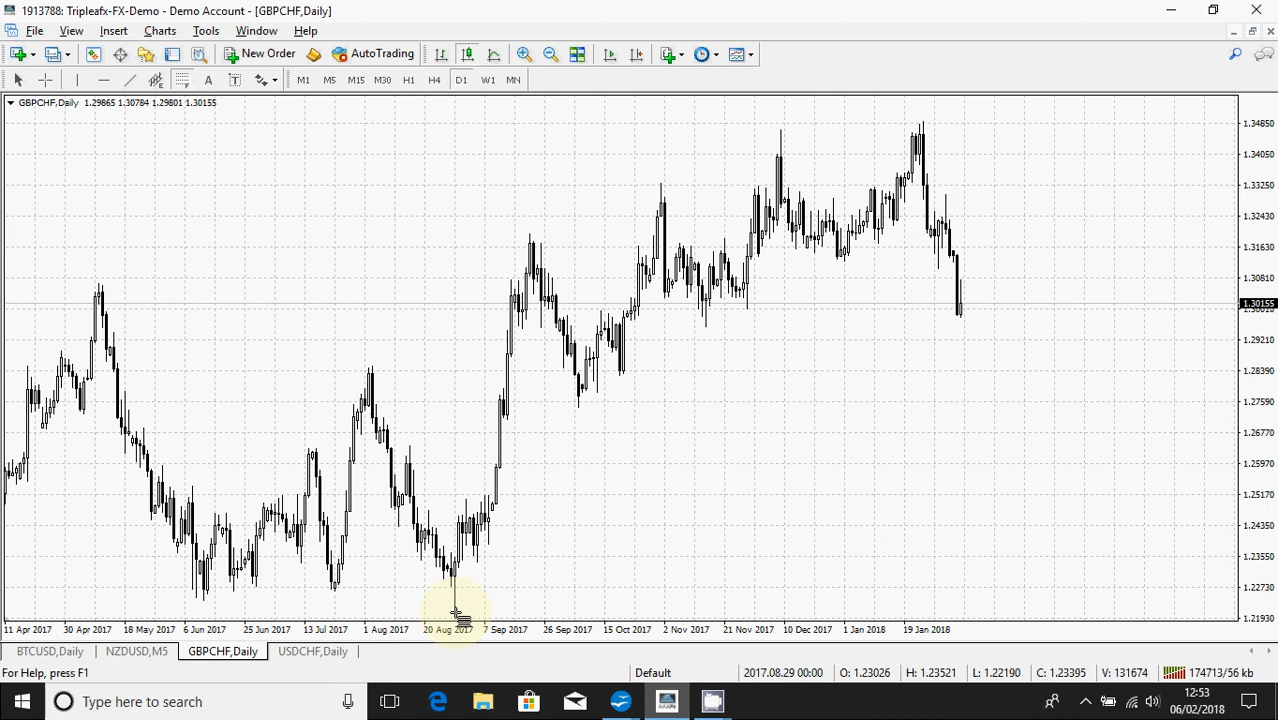 1913788: Tripleafx-FX-Demo - Demo Account - [GBPCHF,Daily]
File View Insert Charts Tools Window Help
New Order AutoTrading
A T M1 M5 M15 M30 H1 H4 D1 W1 MN
GBPCHF,Daily 1.29865 1.30784 1.29801 1.30155
1.34850
1.34050
1.33250
1.32430
1.31630
1.30810
1.30155
1.30010
1.29210
1.28390
1.27590
1.26770
1.25970
1.25170
1.24350
1.23550
1.22730
1.21930
11 Apr 2017 30 Apr 2017 18 May 2017 6 Jun 2017 25 Jun 2017 13 Jul 2017 1 Aug 2017 20 Aug 2017 7 Sep 2017 26 Sep 2017 15 Oct 2017 2 Nov 2017 21 Nov 2017 10 Dec 2017 1 Jan 2018 19 Jan 2018
BTCUSD,Daily NZDUSD,M5 GBPCHF,Daily USDCHF,Daily
For Help, press F1 Default 2017.08.29 00:00 O: 1.23026 H: 1.23521 L: 1.22190 C: 1.23395 V: 131674 174713/56 kb
Type here to search 12:53
06/02/2018